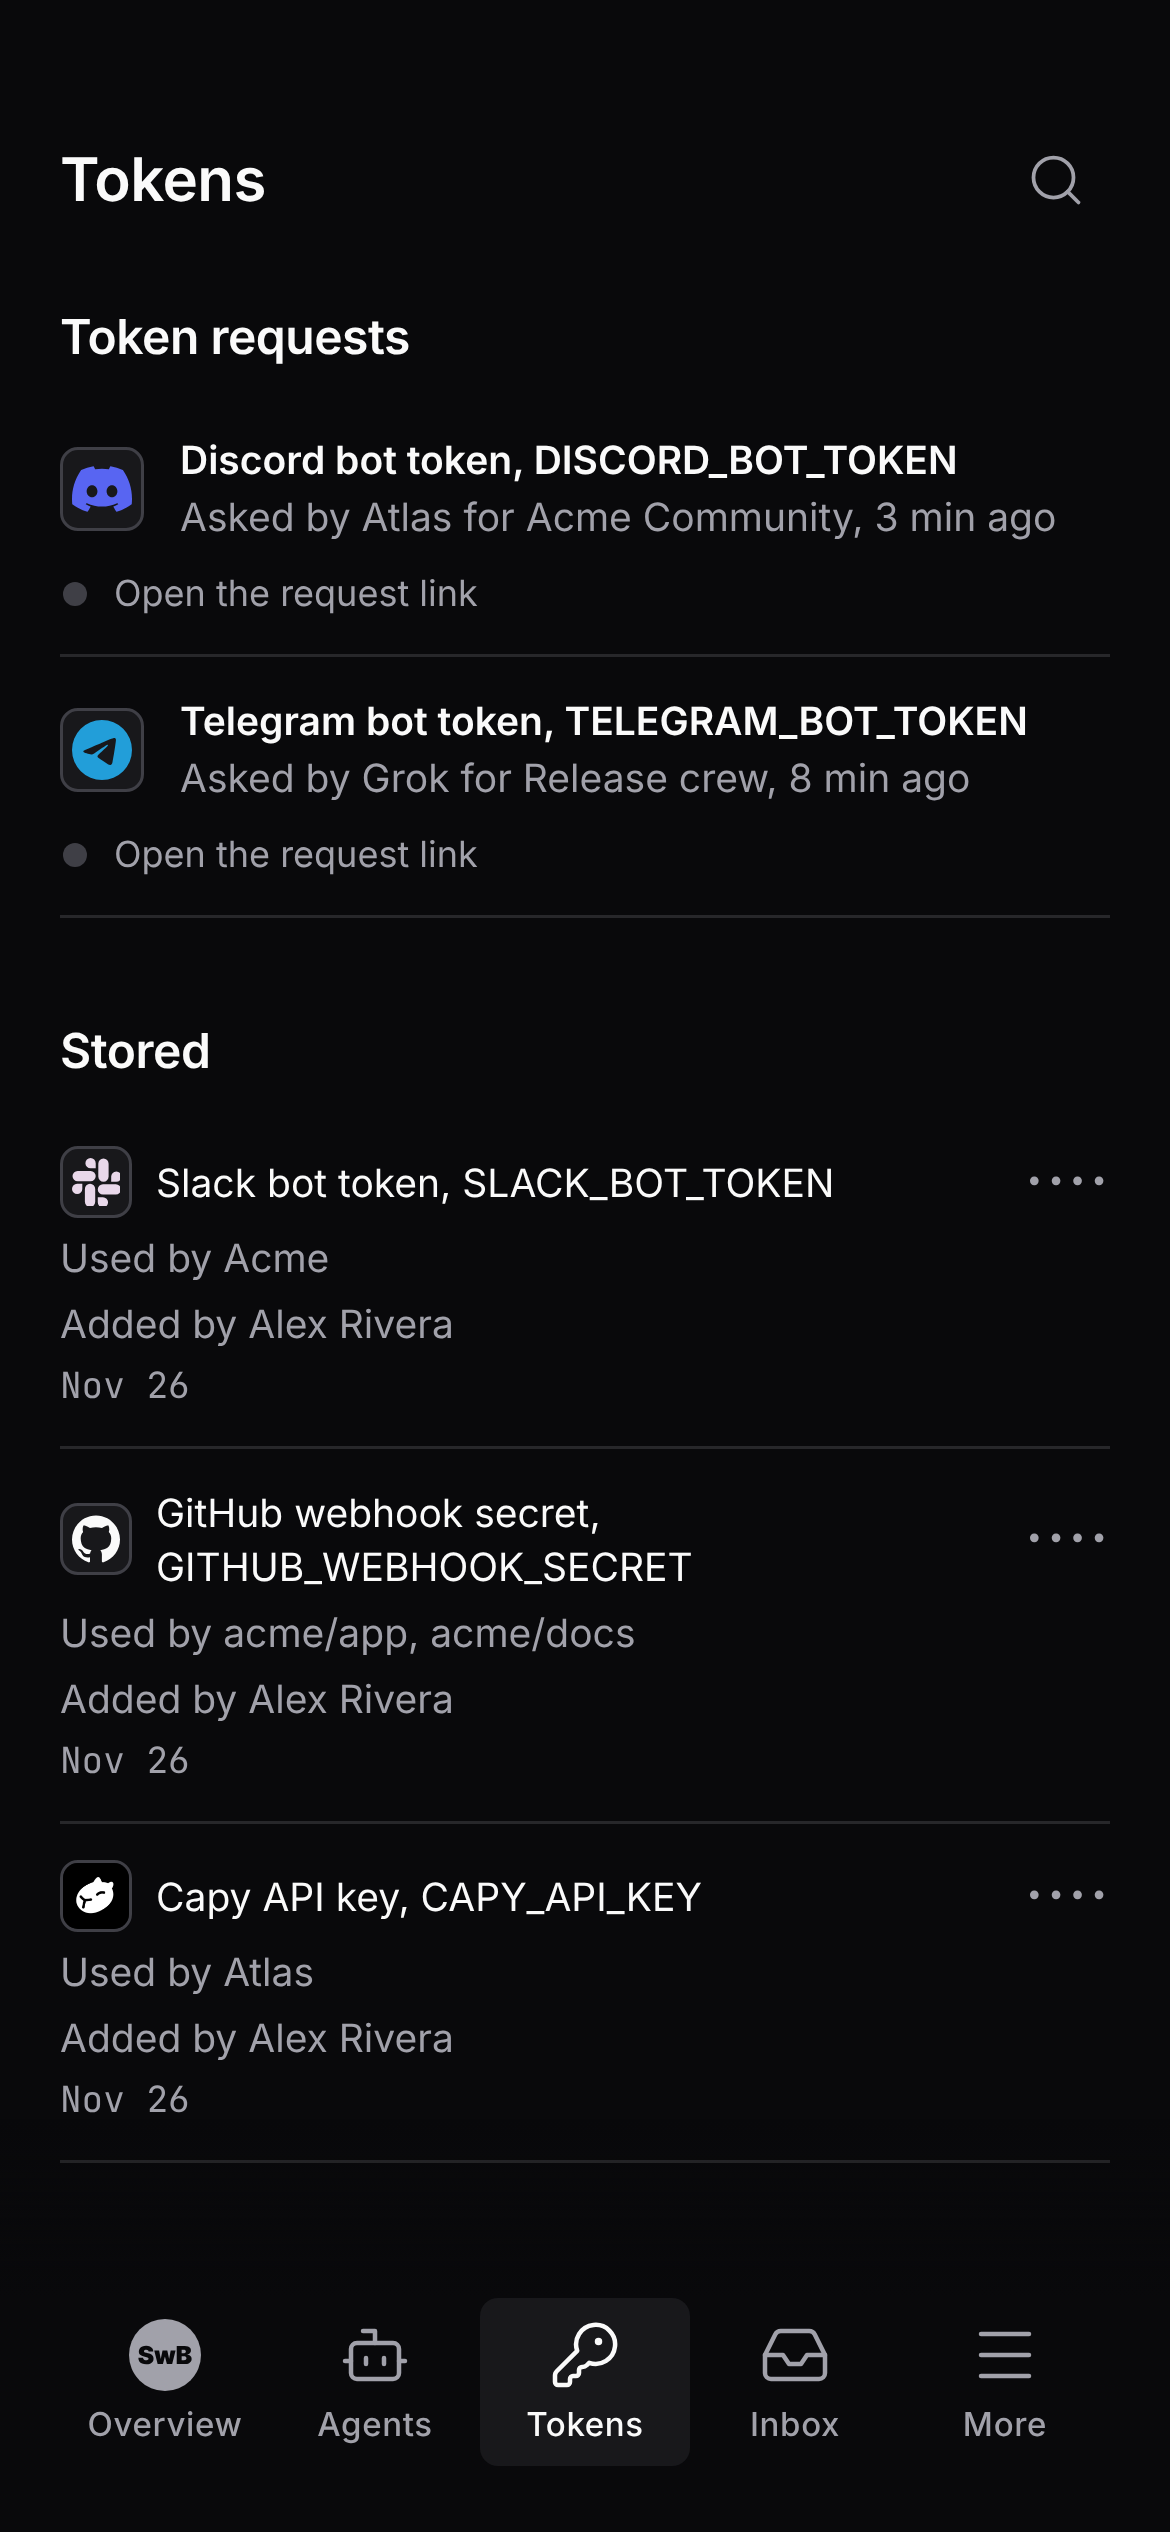 Tokens
Token requests
Discord bot token, DISCORD_BOT_TOKEN
Asked by Atlas for Acme Community, 3 min ago
Open the request link
Telegram bot token, TELEGRAM_BOT_TOKEN
Asked by Grok for Release crew, 8 min ago
Open the request link
Stored
Slack bot token, SLACK_BOT_TOKEN
Used by Acme
Added by Alex Rivera
Nov 26
GitHub webhook secret,
GITHUB_WEBHOOK_SECRET
Used by acme/app, acme/docs
Added by Alex Rivera
Nov 26
Capy API key, CAPY_API_KEY
Used by Atlas
Added by Alex Rivera
Nov 26
SwB
Overview Agents Tokens Inbox More